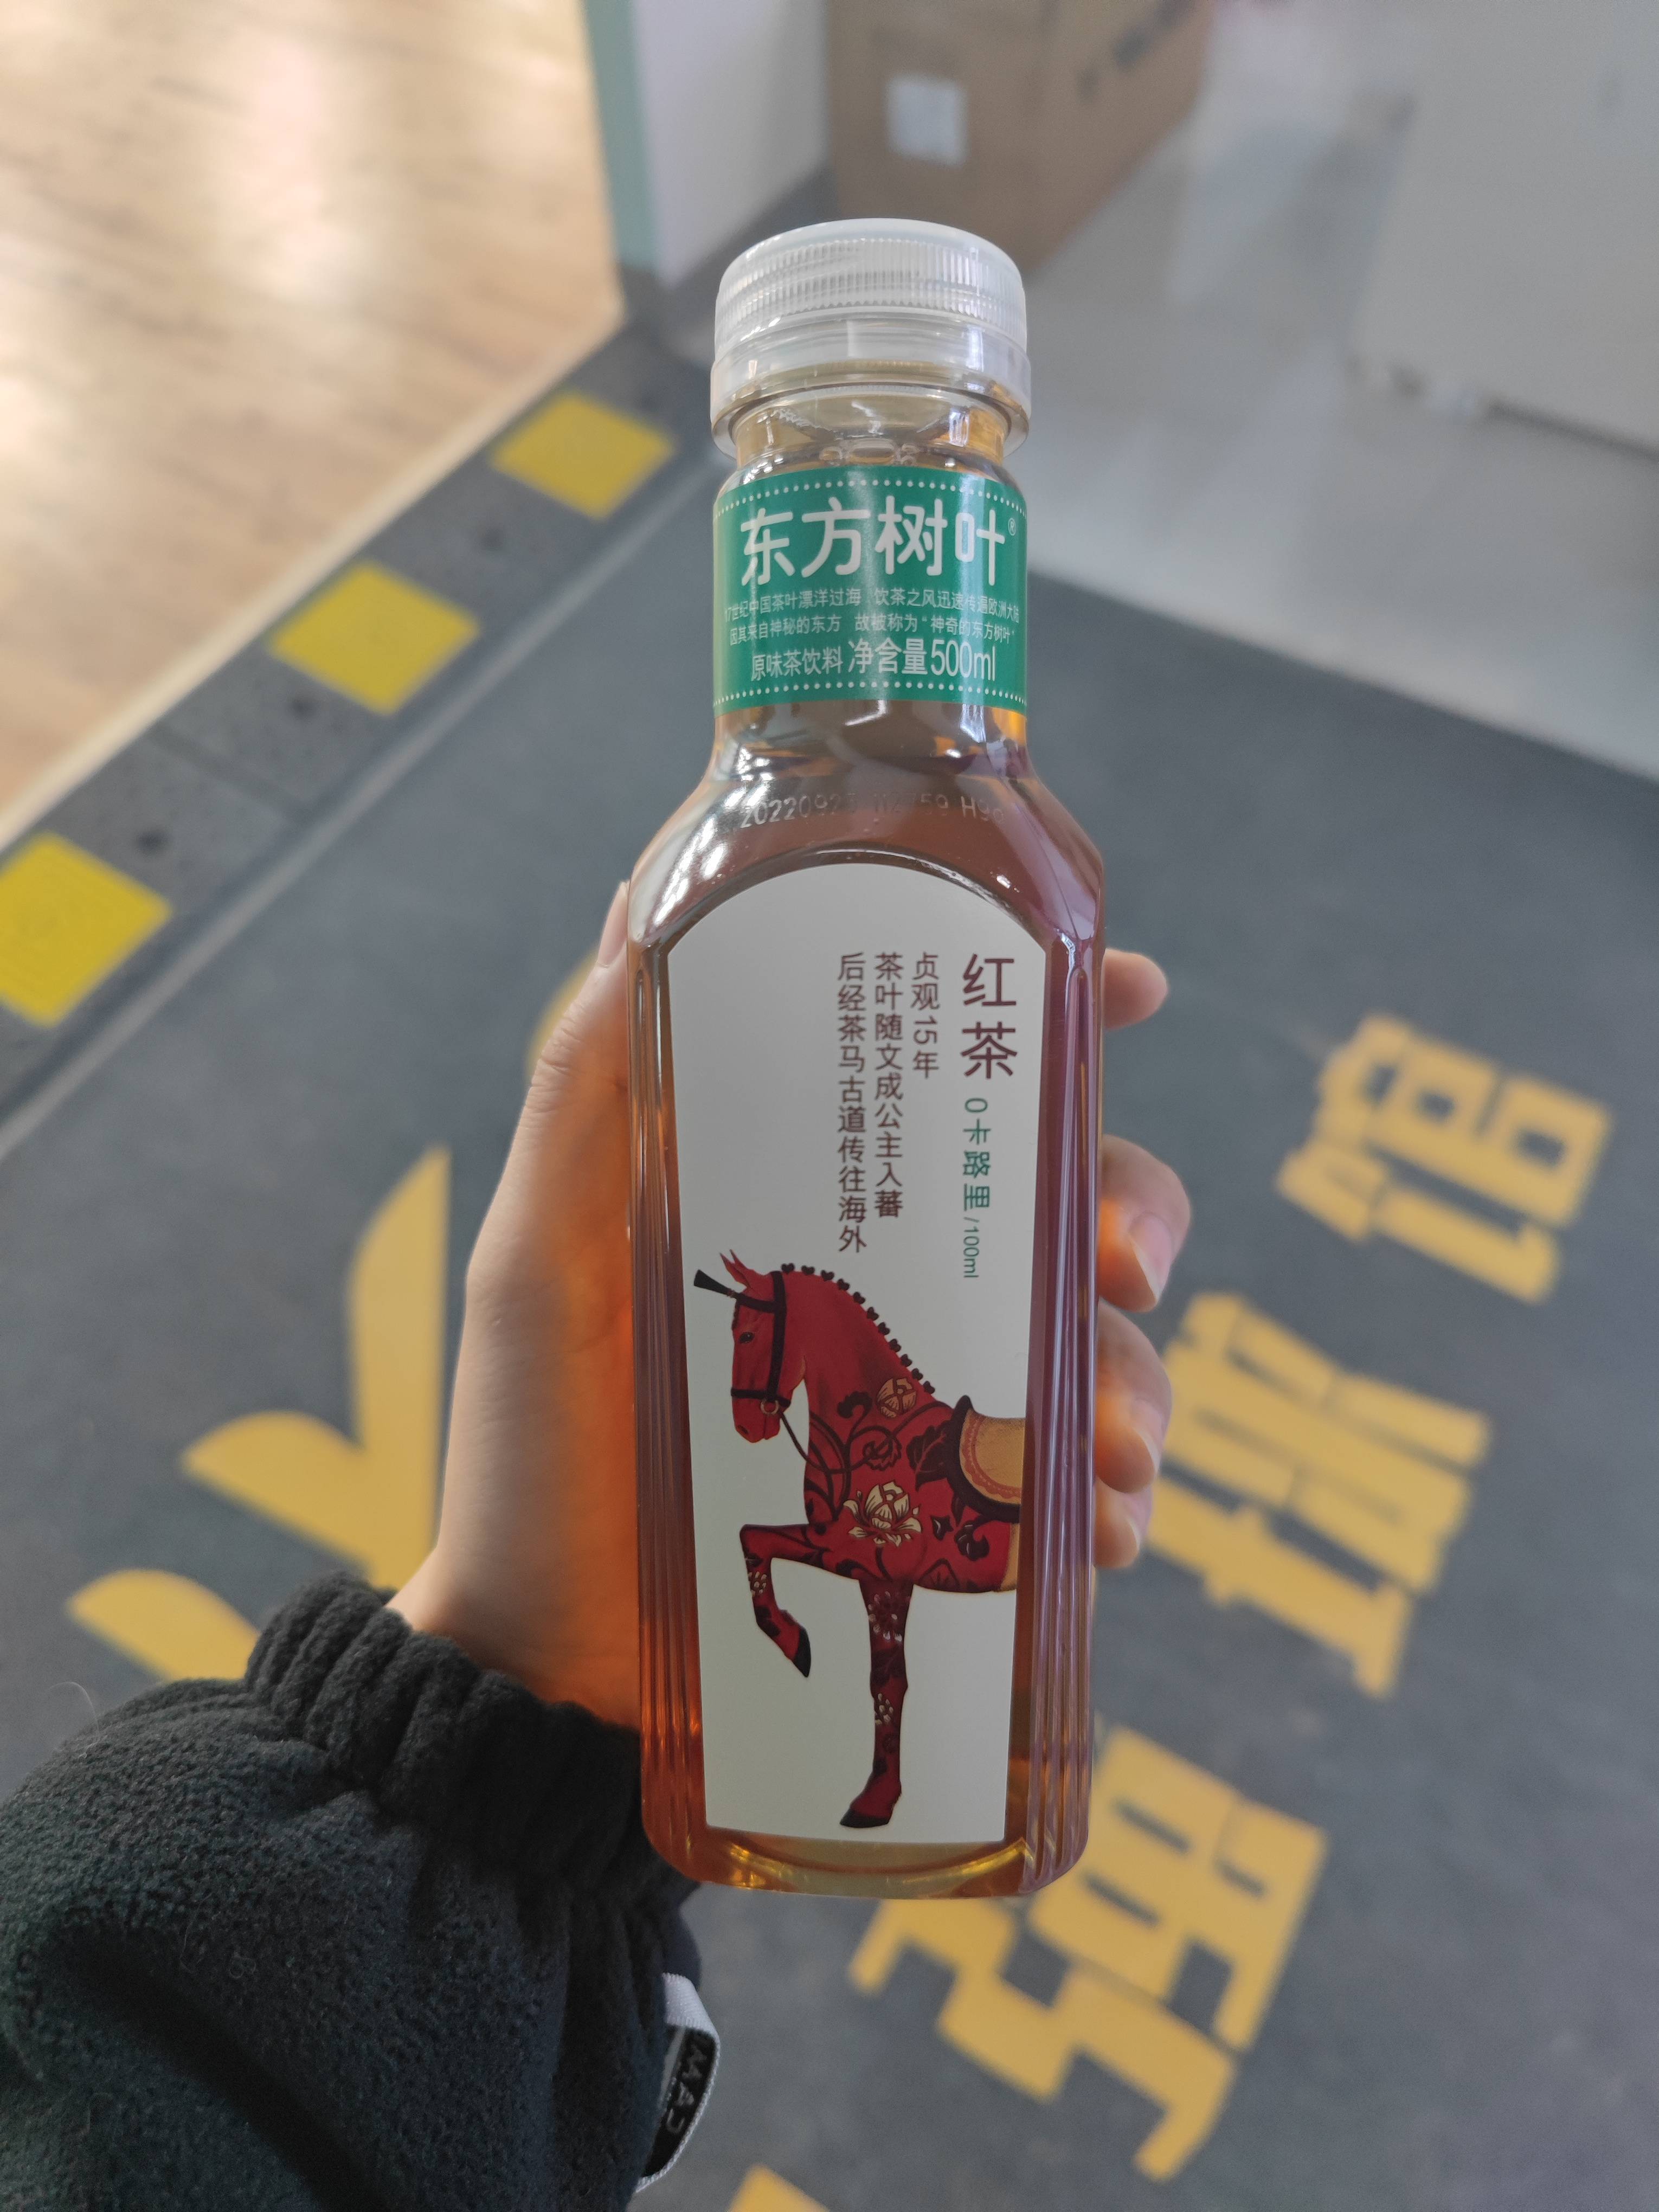 东方树叶®
17世纪中国茶叶漂洋过海 饮茶之风迅速传遍欧洲大陆
因其来自神秘的东方 故被称为“神奇的东方树叶”
原味茶饮料 净含量500ml
红茶 0卡路里/100ml
贞观15年
茶叶随文成公主入蕃
后经茶马古道传往海外